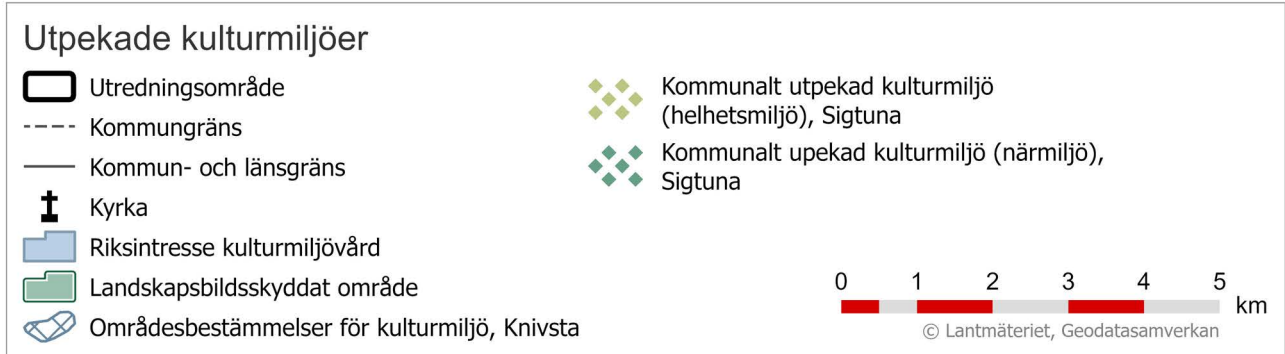 Utpekade kulturmiljöer
Utredningsområde
Kommungräns
Kommun- och länsgräns
Kyrka
Riksintresse kulturmiljövård
Landskapsbildsskyddat område
Områdesbestämmelser för kulturmiljö, Knivsta
Kommunalt utpekad kulturmiljö
(helhetsmiljö), Sigtuna
Kommunalt upekad kulturmiljö (närmiljö),
Sigtuna
0 1 2 3 4 5
km
© Lantmäteriet, Geodatasamverkan